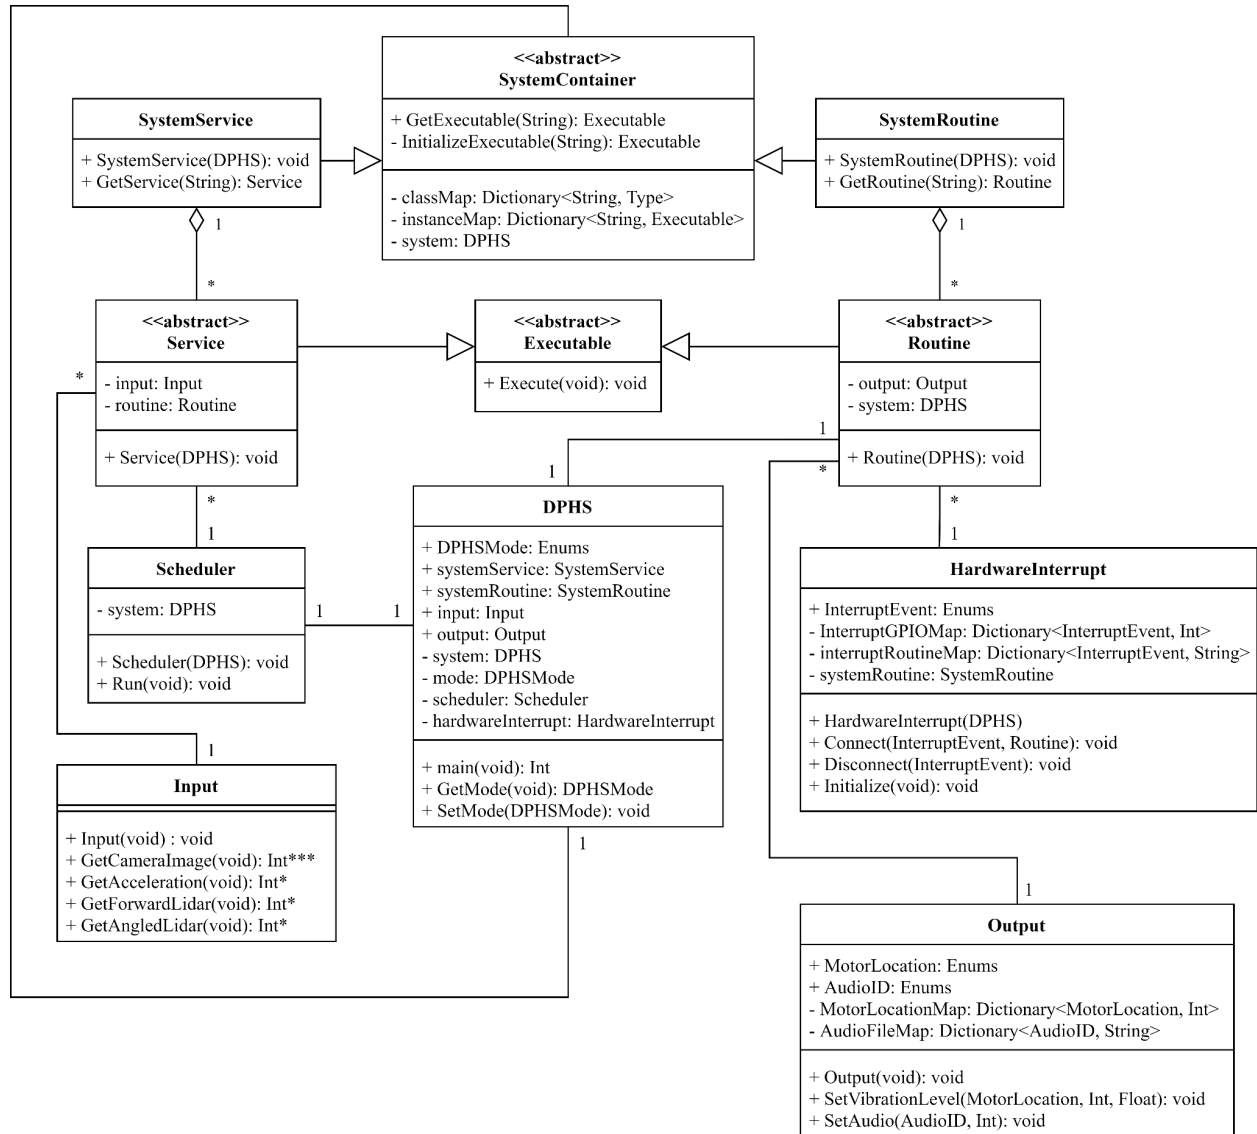 <<abstract>>
SystemContainer
+ GetExecutable(String): Executable
- InitializeExecutable(String): Executable
- classMap: Dictionary<String, Type>
- instanceMap: Dictionary<String, Executable>
- system: DPHS
SystemService
+ SystemService(DPHS): void
+ GetService(String): Service
SystemRoutine
+ SystemRoutine(DPHS): void
+ GetRoutine(String): Routine
1
*
1
*
<<abstract>>
Service
- input: Input
- routine: Routine
+ Service(DPHS): void
<<abstract>>
Executable
+ Execute(void): void
<<abstract>>
Routine
- output: Output
- system: DPHS
+ Routine(DPHS): void
*
1
1
*
*
1
*
1
Scheduler
- system: DPHS
+ Scheduler(DPHS): void
+ Run(void): void
1
1
DPHS
+ DPHSMode: Enums
+ systemService: SystemService
+ systemRoutine: SystemRoutine
+ input: Input
+ output: Output
- system: DPHS
- mode: DPHSMode
- scheduler: Scheduler
- hardwareInterrupt: HardwareInterrupt
+ main(void): Int
+ GetMode(void): DPHSMode
+ SetMode(DPHSMode): void
1
HardwareInterrupt
+ InterruptEvent: Enums
- InterruptGPIOMap: Dictionary<InterruptEvent, Int>
- interruptRoutineMap: Dictionary<InterruptEvent, String>
- systemRoutine: SystemRoutine
+ HardwareInterrupt(DPHS)
+ Connect(InterruptEvent, Routine): void
+ Disconnect(InterruptEvent): void
+ Initialize(void): void
1
Input
+ Input(void) : void
+ GetCameraImage(void): Int***
+ GetAcceleration(void): Int*
+ GetForwardLidar(void): Int*
+ GetAngledLidar(void): Int*
1
Output
+ MotorLocation: Enums
+ AudioID: Enums
- MotorLocationMap: Dictionary<MotorLocation, Int>
- AudioFileMap: Dictionary<AudioID, String>
+ Output(void): void
+ SetVibrationLevel(MotorLocation, Int, Float): void
+ SetAudio(AudioID, Int): void